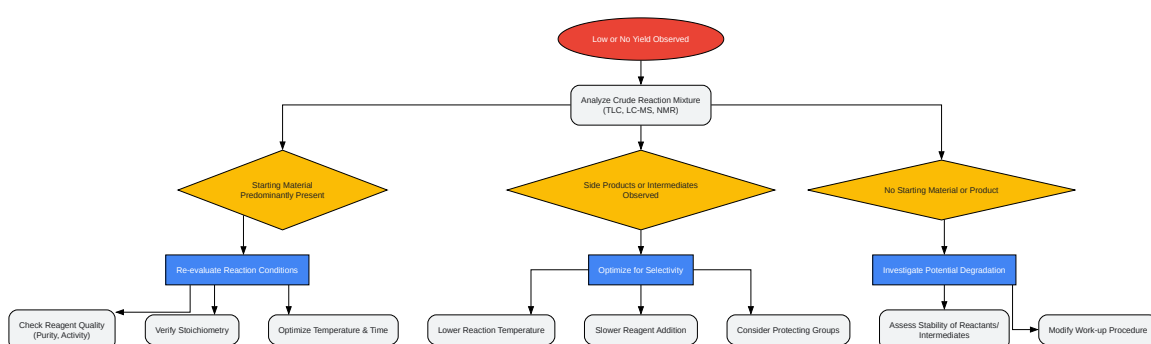 Low or No Yield Observed
Analyze Crude Reaction Mixture
(TLC, LC-MS, NMR)
Starting Material
Predominantly Present
Side Products or Intermediates
Observed
No Starting Material or Product
Re-evaluate Reaction Conditions
Optimize for Selectivity
Investigate Potential Degradation
Check Reagent Quality
(Purity, Activity)
Verify Stoichiometry
Optimize Temperature & Time
Lower Reaction Temperature
Slower Reagent Addition
Consider Protecting Groups
Assess Stability of Reactants/
Intermediates
Modify Work-up Procedure